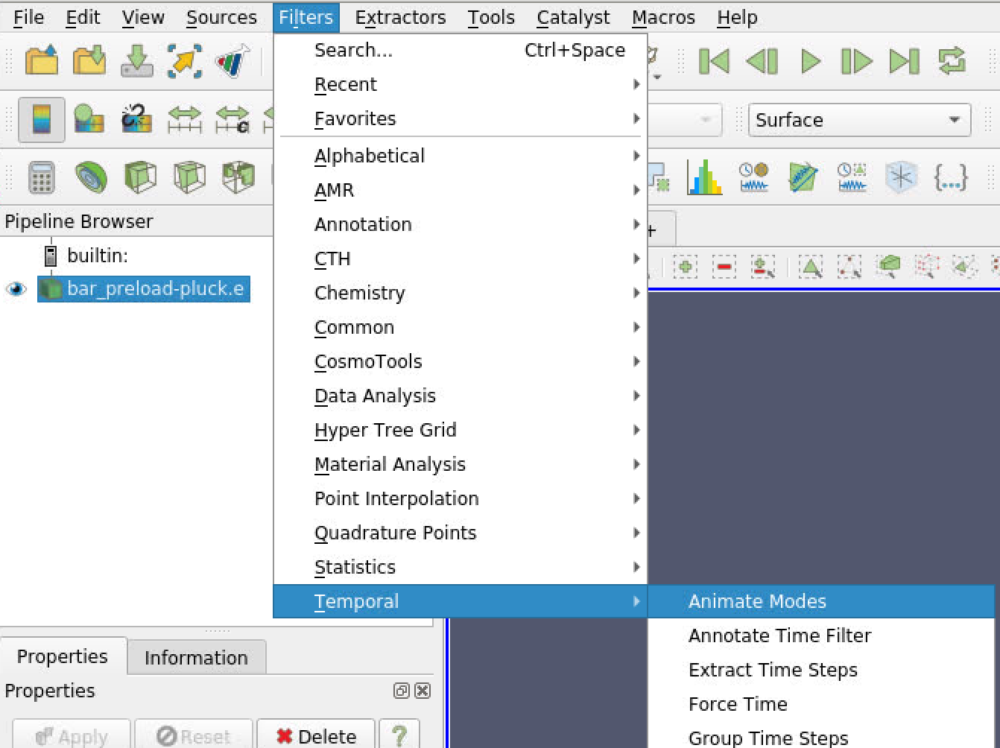 File Edit View Sources Filters Extractors Tools Catalyst Macros Help
Search... Ctrl+Space
Recent
Favorites
Surface
Alphabetical
AMR
{...}
Pipeline Browser
Annotation
+
builtin:
CTH
bar_preload-pluck.e
Chemistry
Common
CosmoTools
Data Analysis
Hyper Tree Grid
Material Analysis
Point Interpolation
Quadrature Points
Statistics
Temporal
Animate Modes
Annotate Time Filter
Extract Time Steps
Force Time
Group Time Steps
Properties Information
Properties
Apply Reset Delete ?